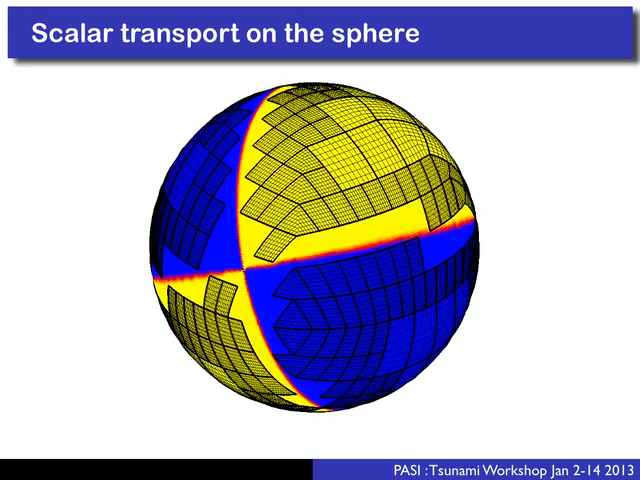 Scalar transport on the sphere
PASI : Tsunami Workshop Jan 2-14 2013